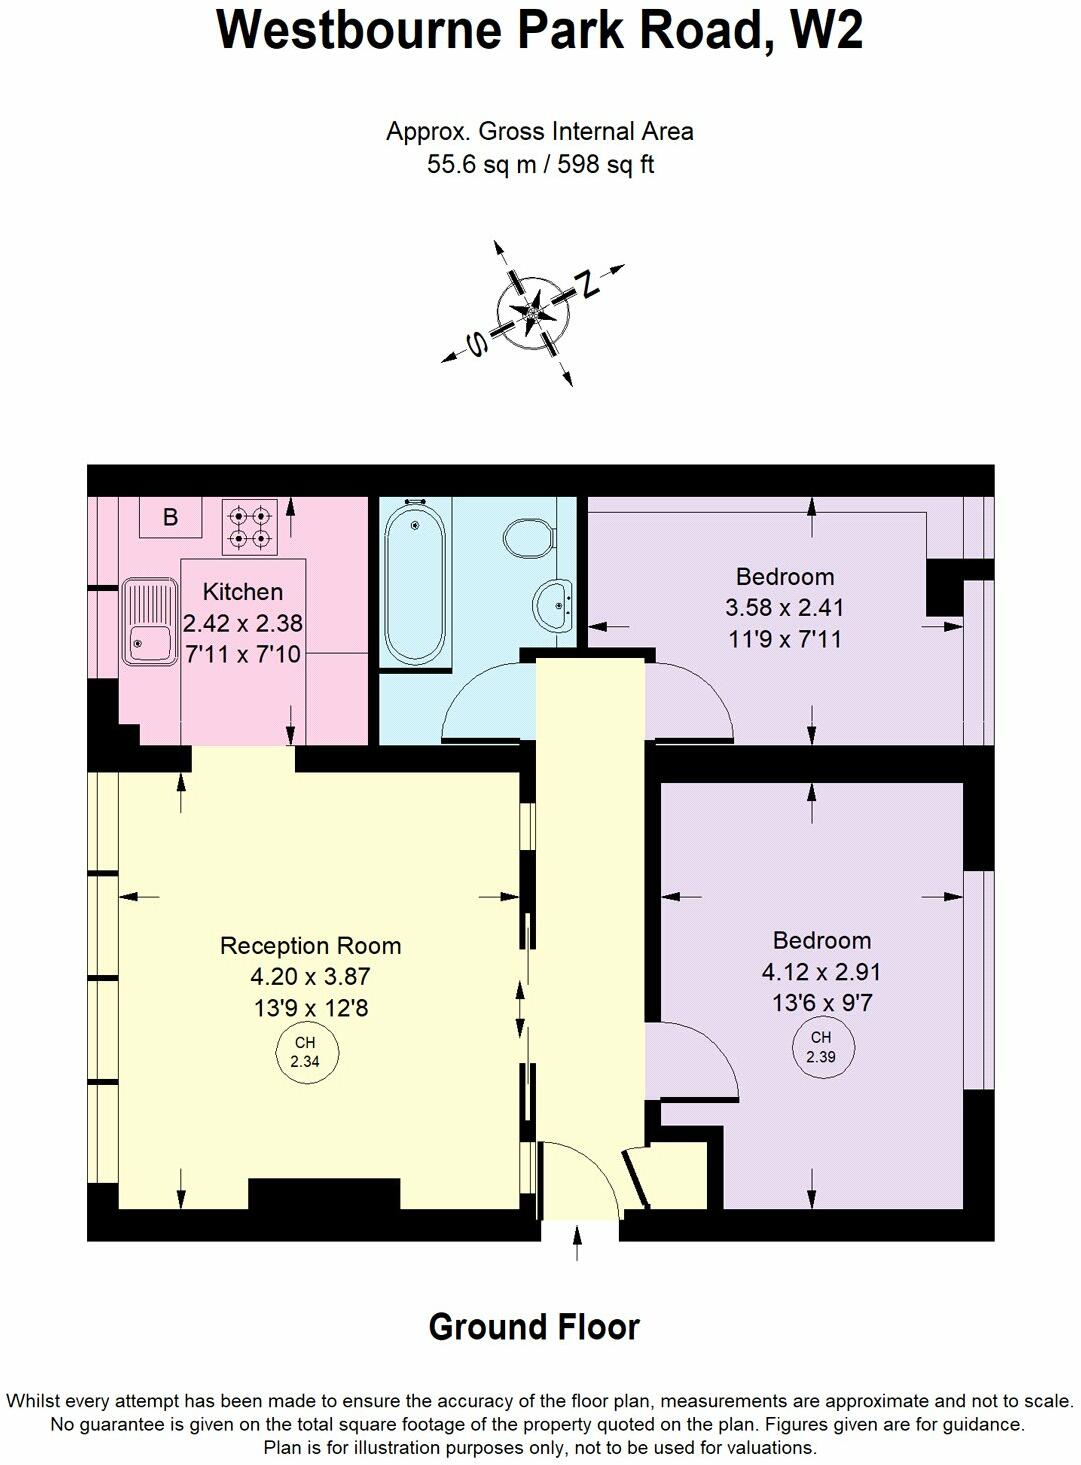 Westbourne Park Road, W2
Approx. Gross Internal Area
55.6 sq m / 598 sq ft
N
S
B
Kitchen
2.42 x 2.38
7'11 x 7'10
Bedroom
3.58 x 2.41
11'9 x 7'11
Reception Room
4.20 x 3.87
13'9 x 12'8
CH
2.34
Bedroom
4.12 x 2.91
13'6 x 9'7
CH
2.39
Ground Floor
Whilst every attempt has been made to ensure the accuracy of the floor plan, measurements are approximate and not to scale.
No guarantee is given on the total square footage of the property quoted on the plan. Figures given are for guidance.
Plan is for illustration purposes only, not to be used for valuations.